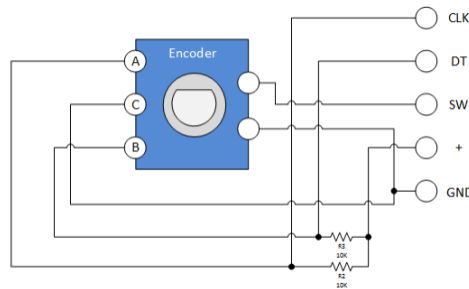 CLK
Encoder
A
DT
C
SW
B
+
GND
R3
10K
R2
10K